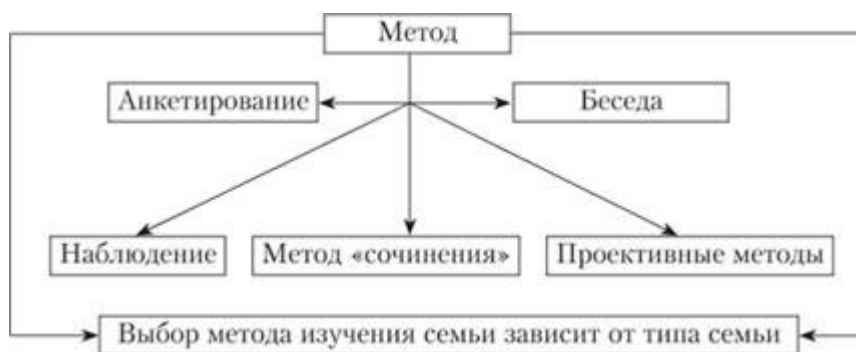 Метод
Анкетирование
Беседа
Наблюдение
Метод «сочинения»
Проективные методы
Выбор метода изучения семьи зависит от типа семьи